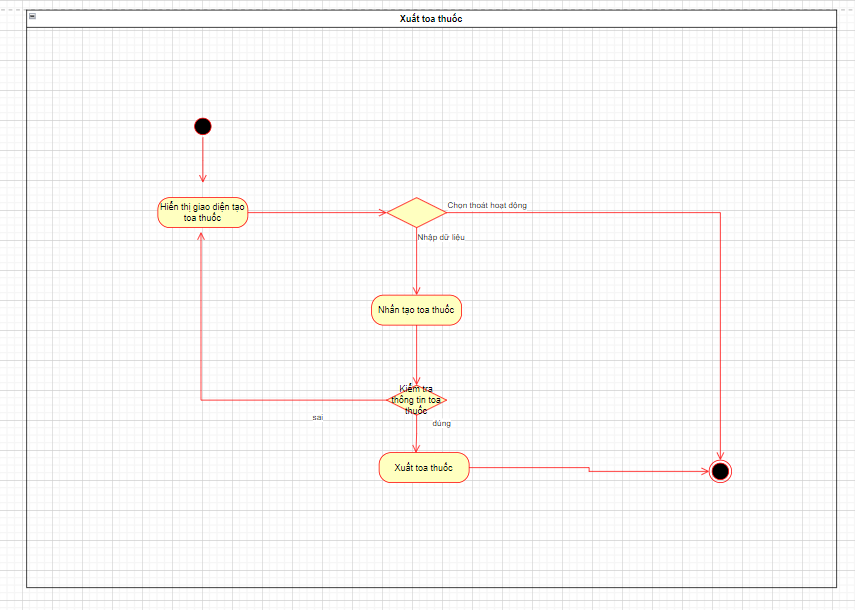 Xuất toa thuốc
Hiển thị giao diện tạo
toa thuốc
Chọn thoát hoạt động
Nhập dữ liệu
Nhấn tạo toa thuốc
Kiểm tra
thông tin toa
thuốc
sai
đúng
Xuất toa thuốc